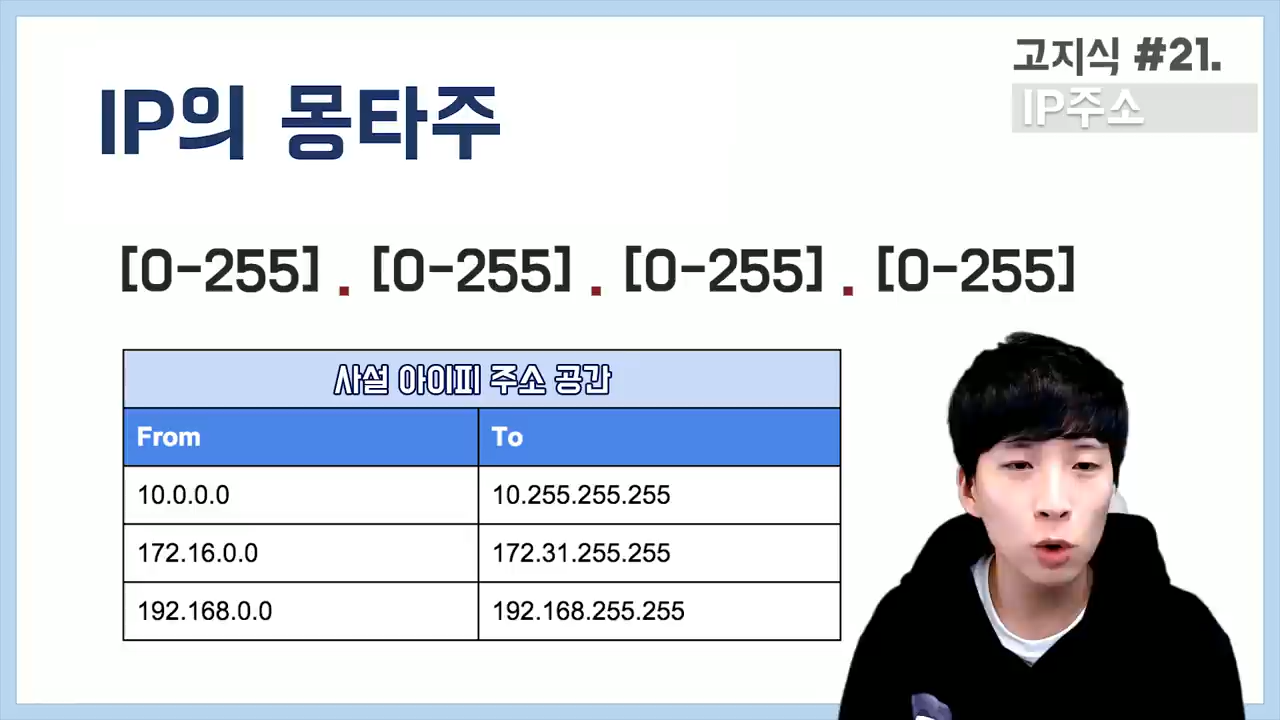 고지식 #21.
IP주소
IP의 몽타주
[0-255] . [0-255] . [0-255] . [0-255]
사설 아이피 주소 공간
From To
10.0.0.0 10.255.255.255
172.16.0.0 172.31.255.255
192.168.0.0 192.168.255.255